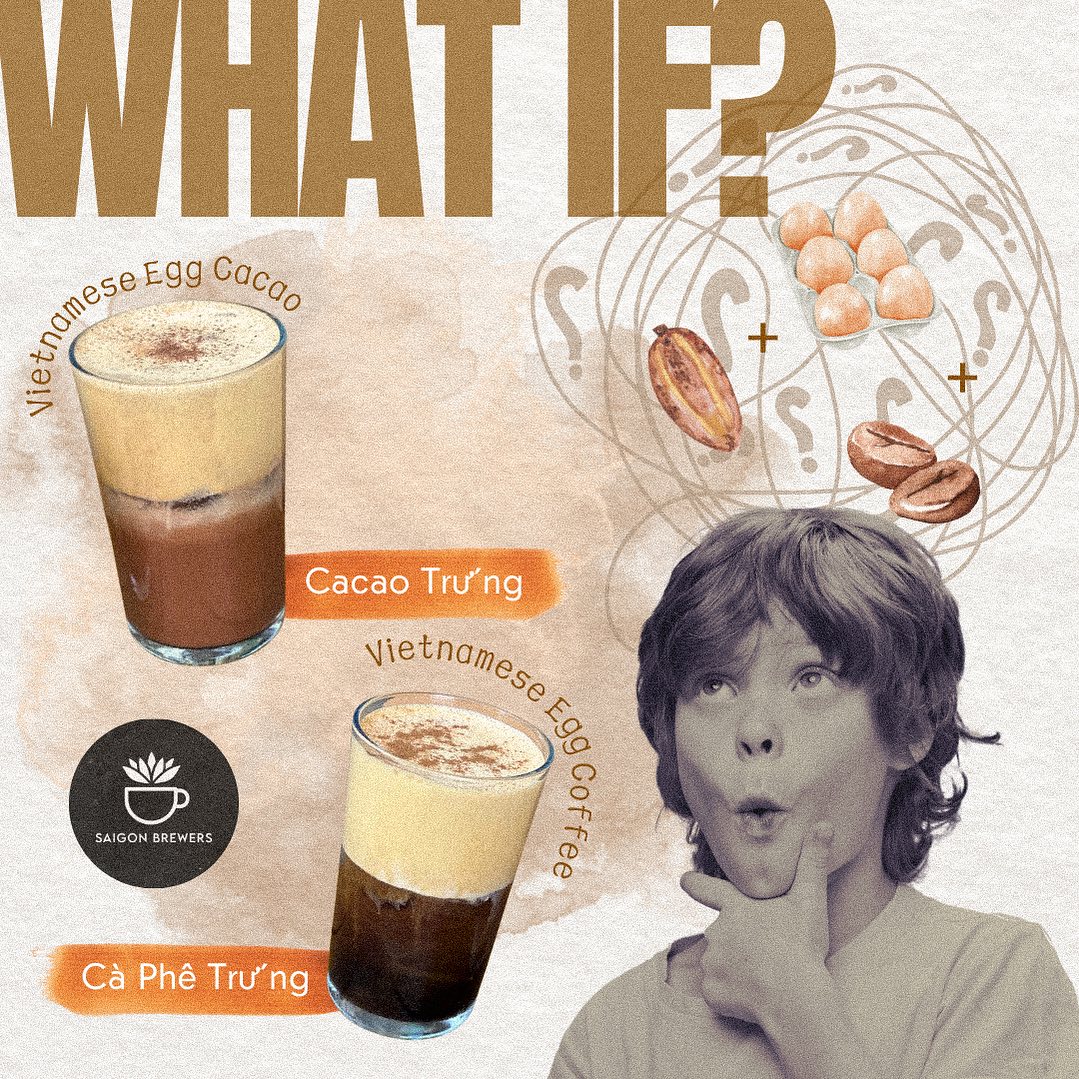 WHAT IF?
Vietnamese Egg Cacao
Cacao Trứng
Vietnamese Egg Coffee
SAIGON BREWERS
Cà Phê Trứng